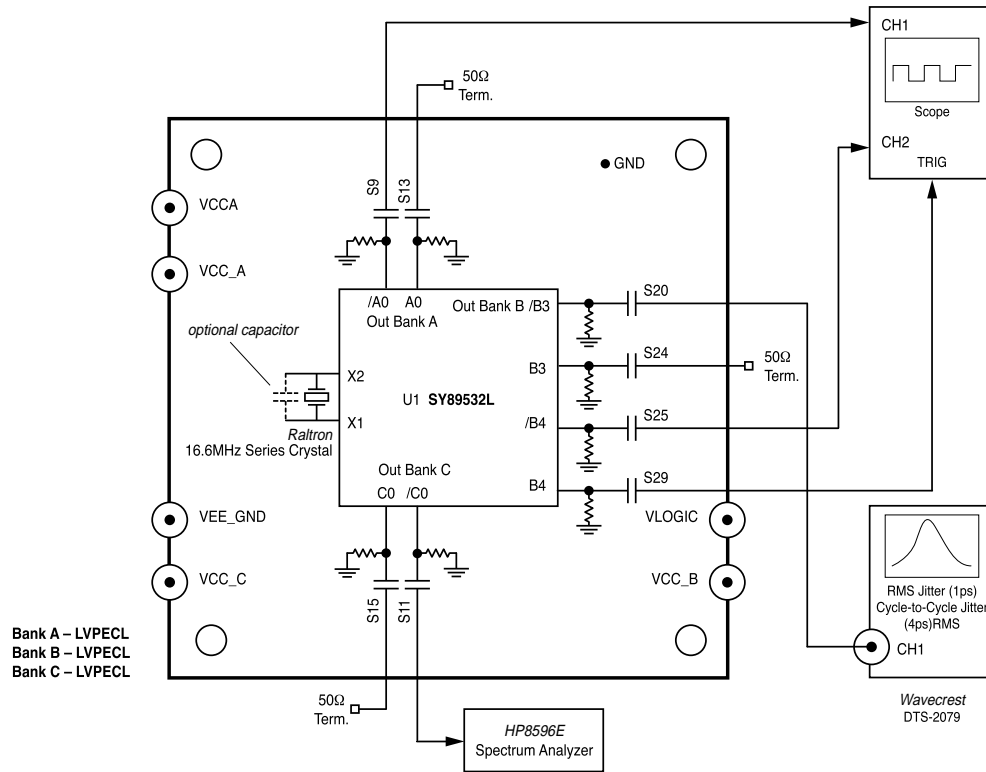 CH1
Scope
CH2
TRIG
50Ω
Term.
GND
S9
S13
VCCA
VCC_A
/A0 A0
Out Bank A
Out Bank B /B3
S20
optional capacitor
S24
50Ω
Term.
B3
X2
U1 SY89532L
X1
/B4
S25
Raltron
16.6MHz Series Crystal
Out Bank C
C0 /C0
B4
S29
VEE_GND
VLOGIC
VCC_C
VCC_B
S15
S11
RMS Jitter (1ps)
Cycle-to-Cycle Jitter
(4ps)RMS
CH1
Bank A – LVPECL
Bank B – LVPECL
Bank C – LVPECL
50Ω
Term.
Wavecrest
DTS-2079
HP8596E
Spectrum Analyzer